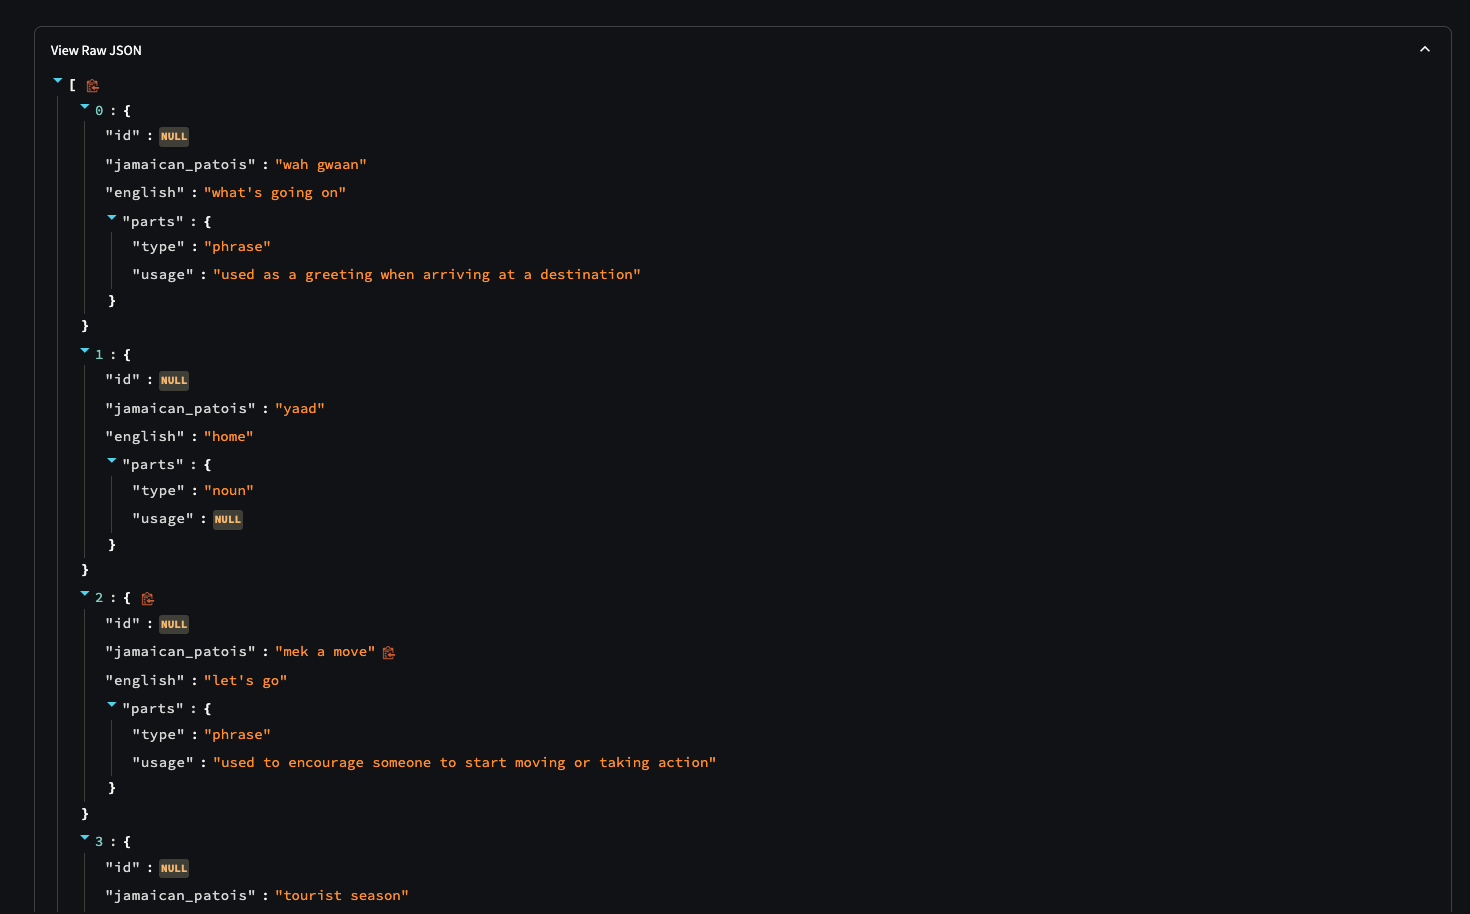 View Raw JSON
[
0 : {
"id" : NULL
"jamaican_patois" : "wah gwaan"
"english" : "what's going on"
"parts" : {
"type" : "phrase"
"usage" : "used as a greeting when arriving at a destination"
}
}
1 : {
"id" : NULL
"jamaican_patois" : "yaad"
"english" : "home"
"parts" : {
"type" : "noun"
"usage" : NULL
}
}
2 : {
"id" : NULL
"jamaican_patois" : "mek a move"
"english" : "let's go"
"parts" : {
"type" : "phrase"
"usage" : "used to encourage someone to start moving or taking action"
}
}
3 : {
"id" : NULL
"jamaican_patois" : "tourist season"